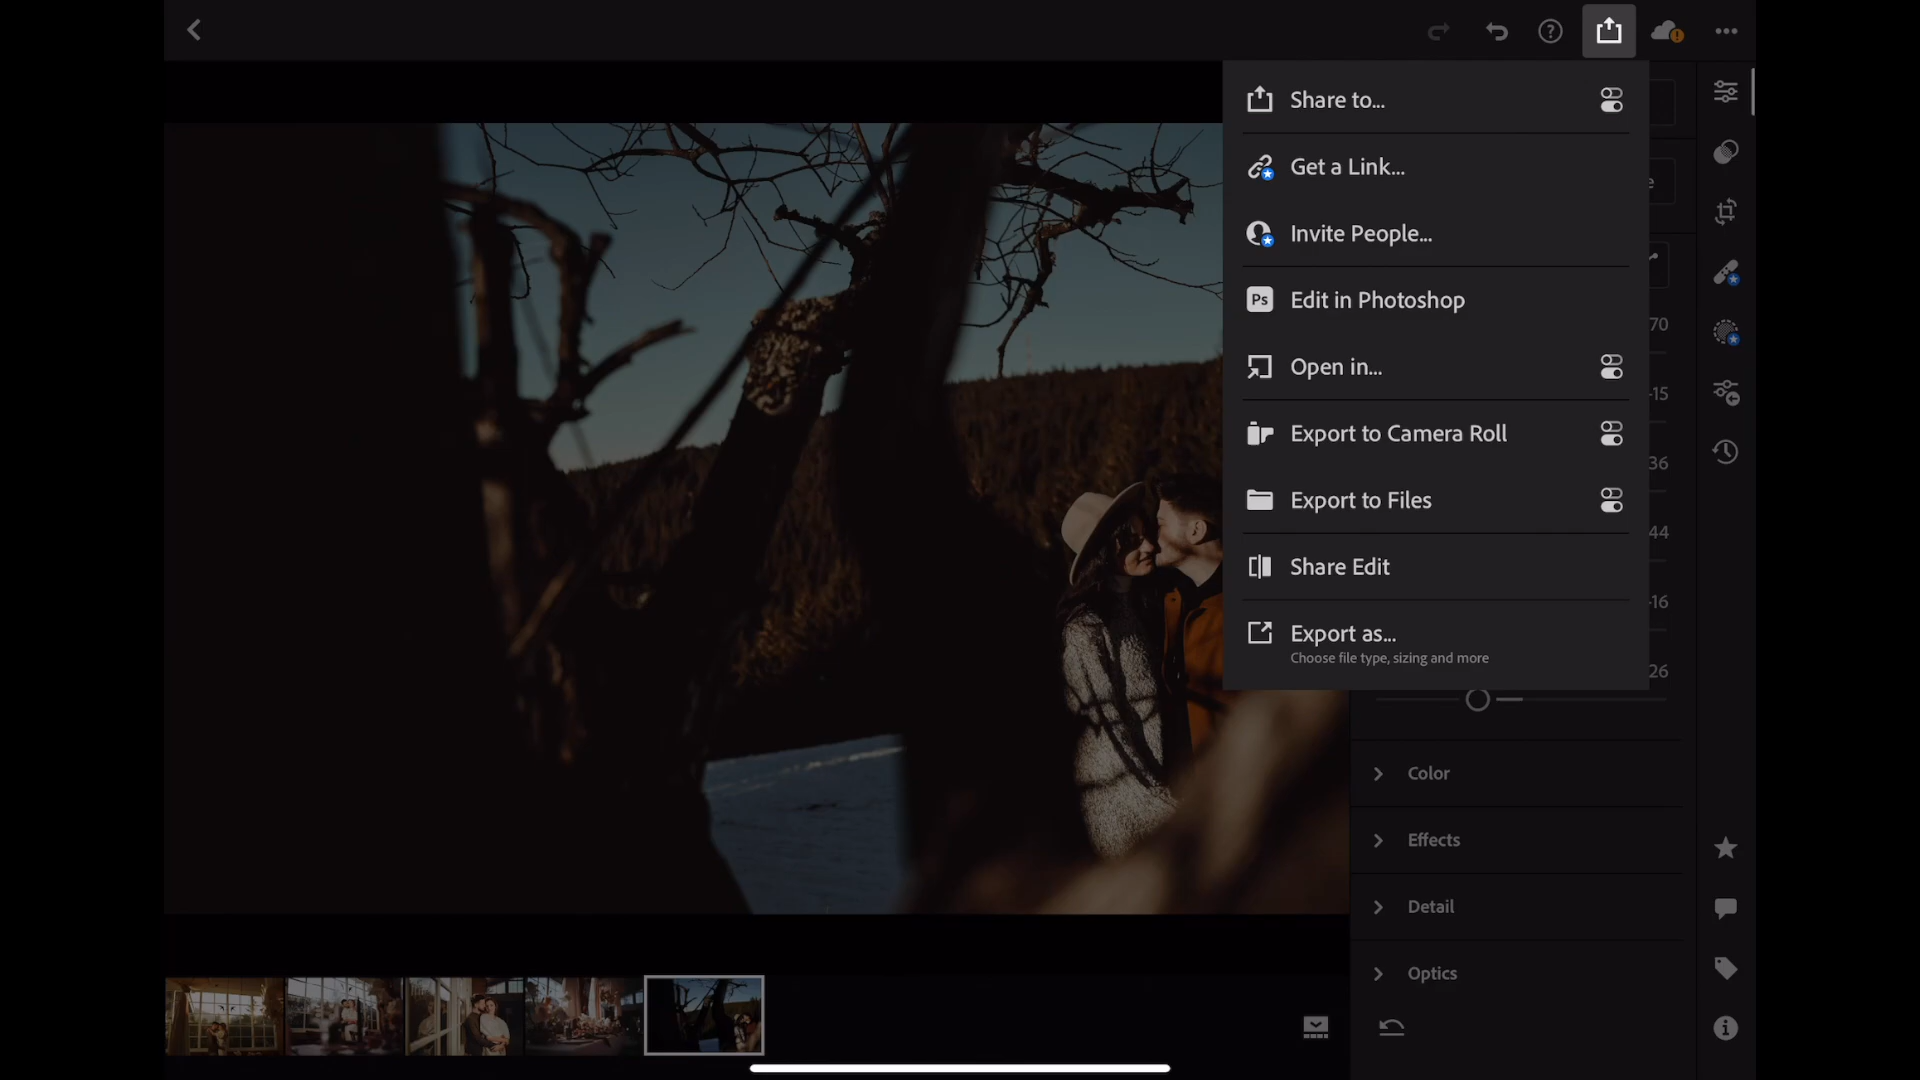 Share to...
Get a Link...
Invite People...
Ps
Edit in Photoshop
Open in...
Export to Camera Roll
Export to Files
Share Edit
Export as...
Choose file type, sizing and more
70
-15
36
44
-16
26
Color
Effects
Detail
Optics